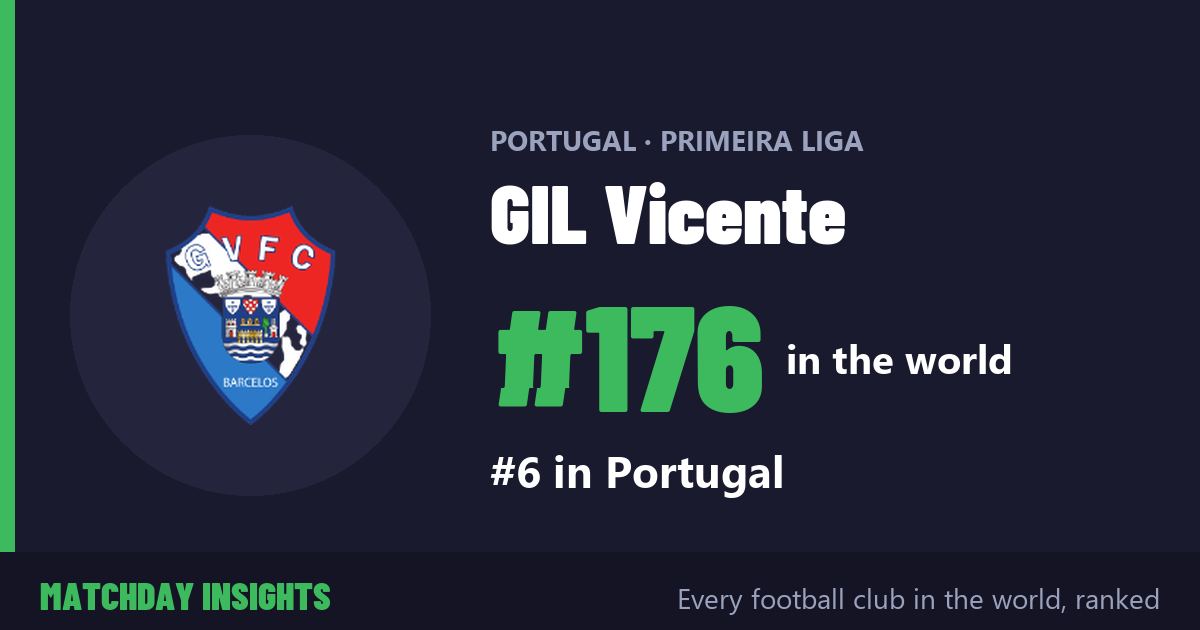 PORTUGAL · PRIMEIRA LIGA
GIL Vicente
#176 in the world
#6 in Portugal
GVFC
BARCELOS
MATCHDAY INSIGHTS
Every football club in the world, ranked